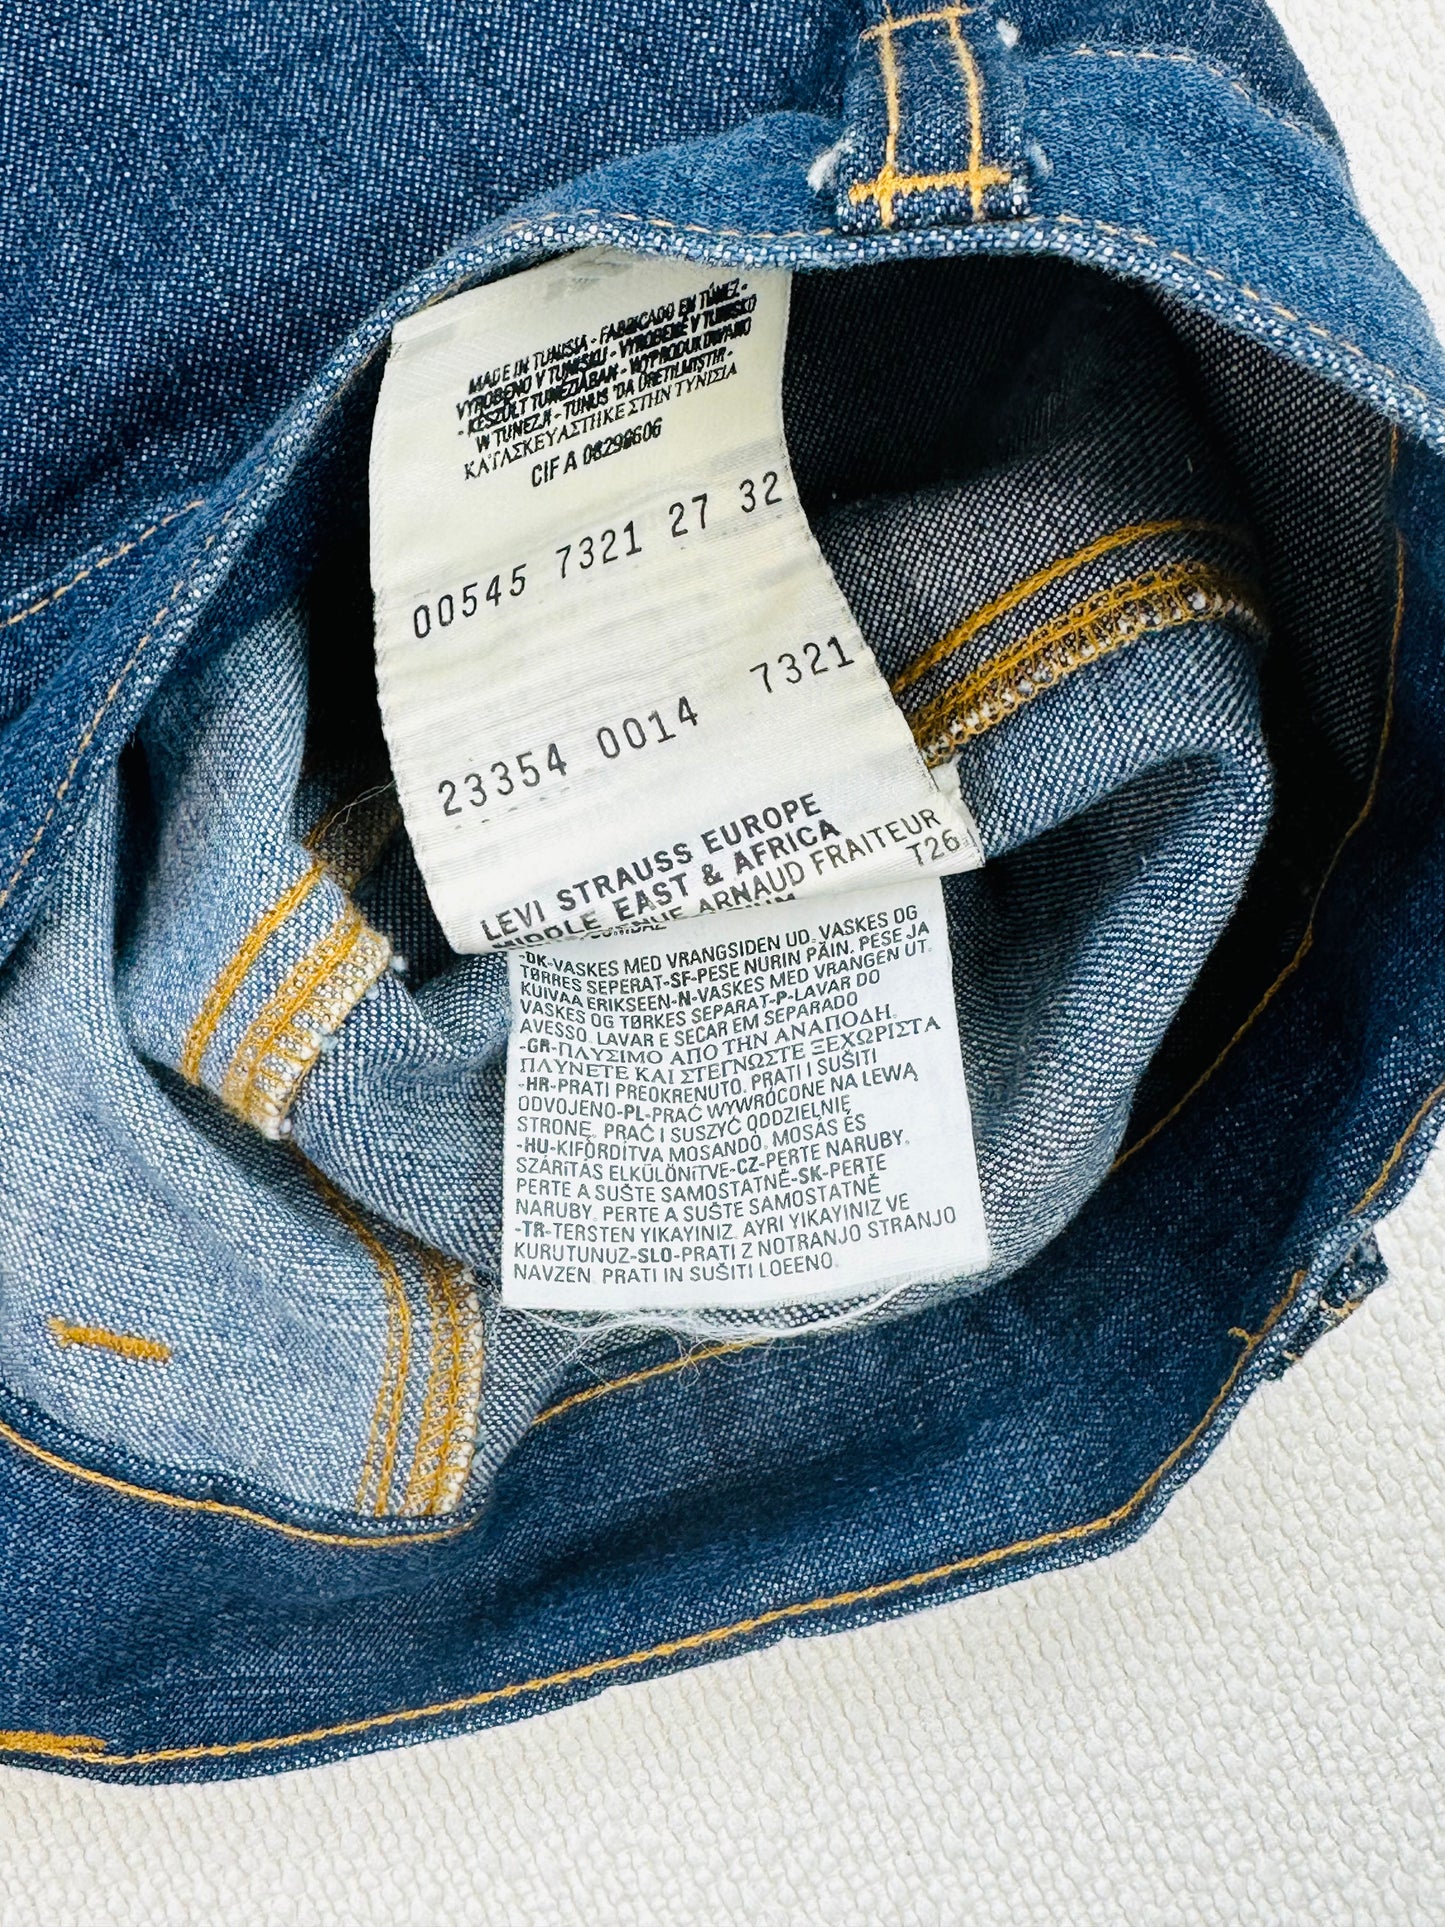 MADE IN TUNISIA - FABRICADO EN TÚNEZ -
VYROBENO V TUNISKU - VYROBENÉ V TUNISKO
- KÉSZÜLT TUNÉZIÁBAN - WYPRODUKOWANO
W TUNEZJI - TUNUS 'DA ÜRETILMIŞTIR -
ΚΑΤΑΣΚΕΥΑΣΤΗΚΕ ΣΤΗΝ ΤΥΝΙΣΙΑ
CIF A 08298606
00545 7321 27 32
23354 0014 7321
LEVI STRAUSS EUROPE
MIDDLE EAST & AFRICA
ARNAUD FRAITEUR
T26
-DK-VASKES MED VRANGSIDEN UD. VASKES OG
TØRRES SEPERAT-SF-PESE NURIN PÄIN. PESE JA
KUIVAA ERIKSEEN-N-VASKES MED VRANGEN UT.
VASKES OG TØRKES SEPARAT-P-LAVAR DO
AVESSO. LAVAR E SECAR EM SEPARADO
-GR-ΠΛΥΣΙΜΟ ΑΠΟ ΤΗΝ ΑΝΑΠΟΔΗ.
ΠΛΥΝΕΤΕ ΚΑΙ ΣΤΕΓΝΩΣΤΕ ΞΕΧΩΡΙΣΤΑ
-HR-PRATI PREOKRENUTO. PRATI I SUŠITI
ODVOJENO-PL-PRAĆ WYWRÓCONE NA LEWĄ
STRONĘ. PRAĆ I SUSZYĆ ODDZIELNIE
-HU-KIFORDÍTVA MOSANDÓ. MOSÁS ÉS
SZÁRÍTÁS ELKÜLÖNÍTVE-CZ-PERTE NARUBY.
PERTE A SUŠTE SAMOSTATNĚ-SK-PERTE
NARUBY. PERTE A SUŠTE SAMOSTATNĚ
-TR-TERSTEN YIKAYINIZ. AYRI YIKAYINIZ VE
KURUTUNUZ-SLO-PRATI Z NOTRANJO STRANJO
NAVZEN. PRATI IN SUŠITI LOEENO.